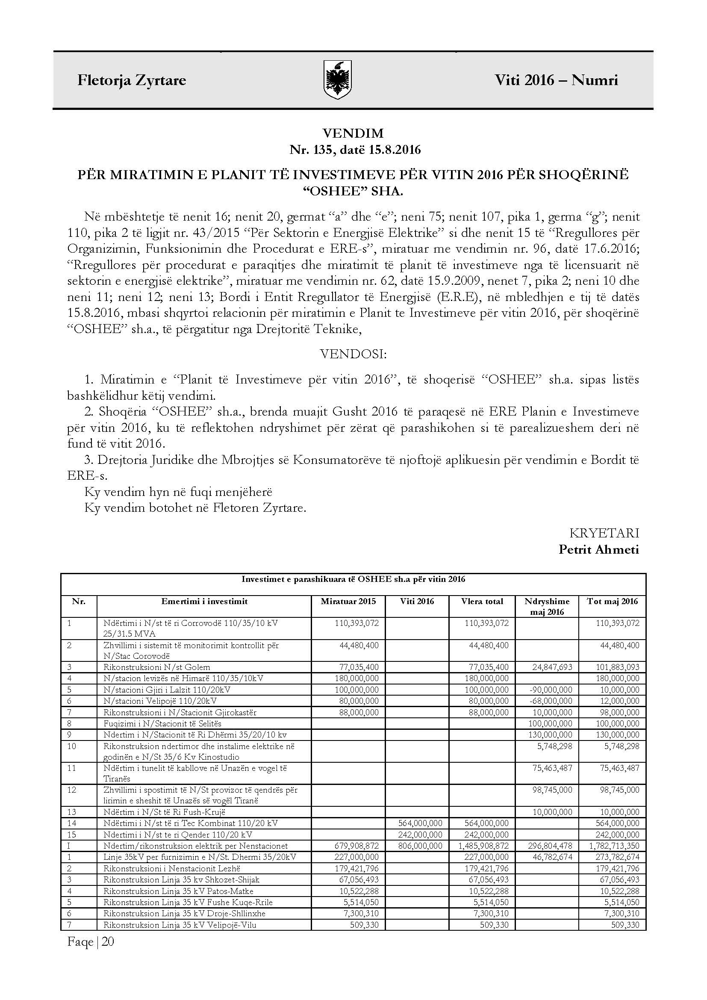 Fletorja Zyrtare Viti 2016 – Numri
VENDIM
Nr. 135, datë 15.8.2016
PËR MIRATIMIN E PLANIT TË INVESTIMEVE PËR VITIN 2016 PËR SHOQËRINË
“OSHEE” SHA.
Në mbështetje të nenit 16; nenit 20, germat “a” dhe “e”; neni 75; nenit 107, pika 1, germa “g”; nenit
110, pika 2 të ligjit nr. 43/2015 “Për Sektorin e Energjisë Elektrike” si dhe nenit 15 të “Rregullores për
Organizimin, Funksionimin dhe Procedurat e ERE-s”, miratuar me vendimin nr. 96, datë 17.6.2016;
“Rregullores për procedurat e paraqitjes dhe miratimit të planit të investimeve nga të licensuarit në
sektorin e energjisë elektrike”, miratuar me vendimin nr. 62, datë 15.9.2009, nenet 7, pika 2; neni 10 dhe
neni 11; neni 12; neni 13; Bordi i Entit Rregullator të Energjisë (E.R.E), në mbledhjen e tij të datës
15.8.2016, mbasi shqyrtoi relacionin për miratimin e Planit te Investimeve për vitin 2016, për shoqërinë
“OSHEE” sh.a., të përgatitur nga Drejtoritë Teknike,
VENDOSI:
1. Miratimin e “Planit të Investimeve për vitin 2016”, të shoqerisë “OSHEE” sh.a. sipas listës
bashkëlidhur këtij vendimi.
2. Shoqëria “OSHEE” sh.a., brenda muajit Gusht 2016 të paraqesë në ERE Planin e Investimeve
për vitin 2016, ku të reflektohen ndryshimet për zërat që parashikohen si të parealizueshem deri në
fund të vitit 2016.
3. Drejtoria Juridike dhe Mbrojtjes së Konsumatorëve të njoftojë aplikuesin për vendimin e Bordit të
ERE-s.
Ky vendim hyn në fuqi menjëherë
Ky vendim botohet në Fletoren Zyrtare.
KRYETARI
Petrit Ahmeti
Investimet e parashikuara të OSHEE sh.a për vitin 2016
Nr. Emertimi i investimit Miratuar 2015 Viti 2016 Vlera total Ndryshime Tot maj 2016
maj 2016
1 Ndërtimi i N/st të ri Corrovodë 110/35/10 kV 110,393,072 110,393,072 110,393,072
25/31.5 MVA
2 Zhvillimi i sistemit të monitorimit kontrollit për 44,480,400 44,480,400 44,480,400
N/Stac Corovodë
3 Rikonstruksioni N/st Golem 77,035,400 77,035,400 24,847,693 101,883,093
4 N/stacion levizës në Himarë 110/35/10kV 180,000,000 180,000,000 180,000,000
5 N/stacioni Gjiri i Lalzit 110/20kV 100,000,000 100,000,000 -90,000,000 10,000,000
6 N/stacioni Velipojë 110/20kV 80,000,000 80,000,000 -68,000,000 12,000,000
7 Rikonstruksioni i N/Stacionit Gjirokastër 88,000,000 88,000,000 10,000,000 98,000,000
8 Fuqizimi i N/Stacionit të Selitës 100,000,000 100,000,000
9 Ndertim i N/Stacionit të Ri Dhërmi 35/20/10 kv 130,000,000 130,000,000
10 Rikonstruksion ndertimor dhe instalime elektrike në 5,748,298 5,748,298
godinën e N/St 35/6 Kv Kinostudio
11 Ndërtim i tunelit të kabllove në Unazën e vogel të 75,463,487 75,463,487
Tiranës
12 Zhvillimi i spostimit të N/St provizor të qendrës për 98,745,000 98,745,000
lirimin e sheshit të Unazës së vogël Tiranë
13 Ndërtim i N/St të Ri Fush-Krujë 10,000,000 10,000,000
14 Ndërtimi i N/st të ri Tec Kombinat 110/20 kV 564,000,000 564,000,000 564,000,000
15 Ndertimi i N/st te ri Qender 110/20 kV 242,000,000 242,000,000 242,000,000
I Ndertim/rikonstruksion elektrik per Nenstacionet 679,908,872 806,000,000 1,485,908,872 296,804,478 1,782,713,350
1 Linje 35kV per furnizimin e N/St. Dhermi 35/20kV 227,000,000 227,000,000 46,782,674 273,782,674
2 Rikonstruksioni i Nenstacionit Lezhë 179,421,796 179,421,796 179,421,796
3 Rikonstruksion Linja 35 kv Shkozet-Shijak 67,056,493 67,056,493 67,056,493
4 Rikonstruksion Linja 35 kV Patos-Matke 10,522,288 10,522,288 10,522,288
5 Rikonstruksion Linja 35 kV Fushe Kuqe-Rrile 5,514,050 5,514,050 5,514,050
6 Rikonstruksion Linja 35 kV Droje-Shllinxhe 7,300,310 7,300,310 7,300,310
7 Rikonstruksion Linja 35 kV Velipojë-Vilu 509,330 509,330 509,330
Faqe|20